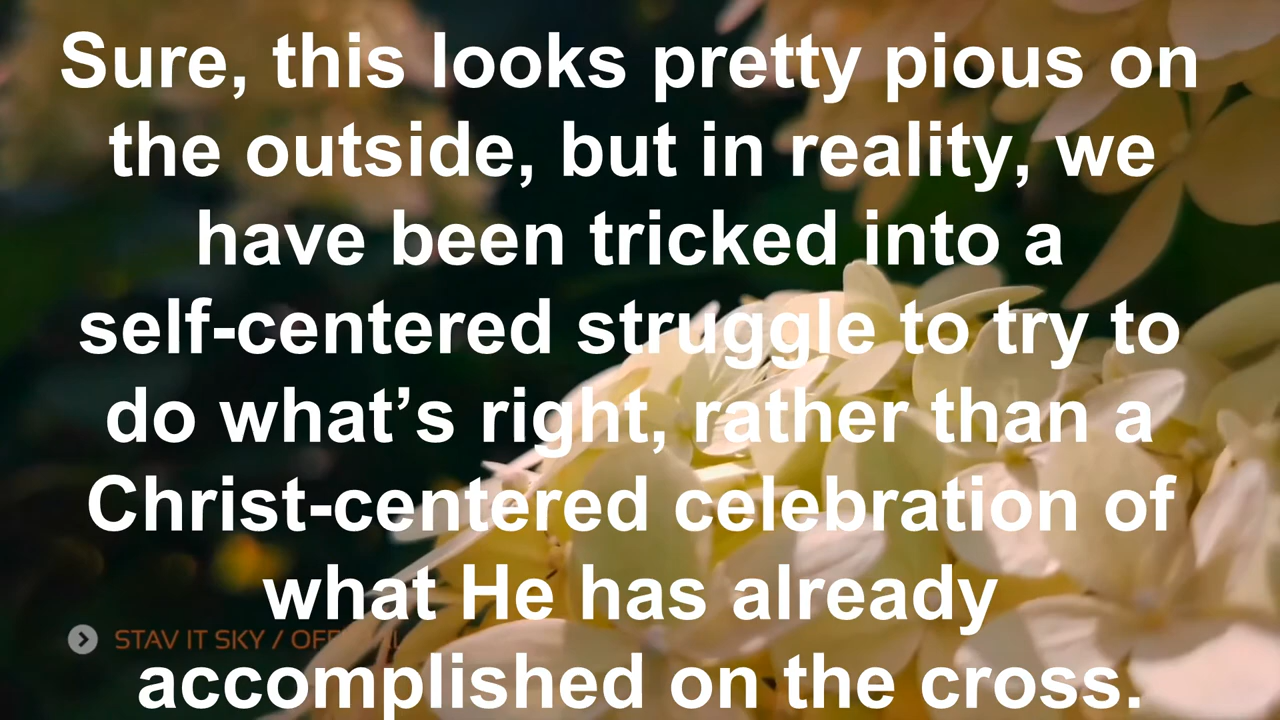 Sure, this looks pretty pious on
the outside, but in reality, we
have been tricked into a
self-centered struggle to try to
do what’s right, rather than a
Christ-centered celebration of
what He has already
STAV IT SKY /
accomplished on the cross.